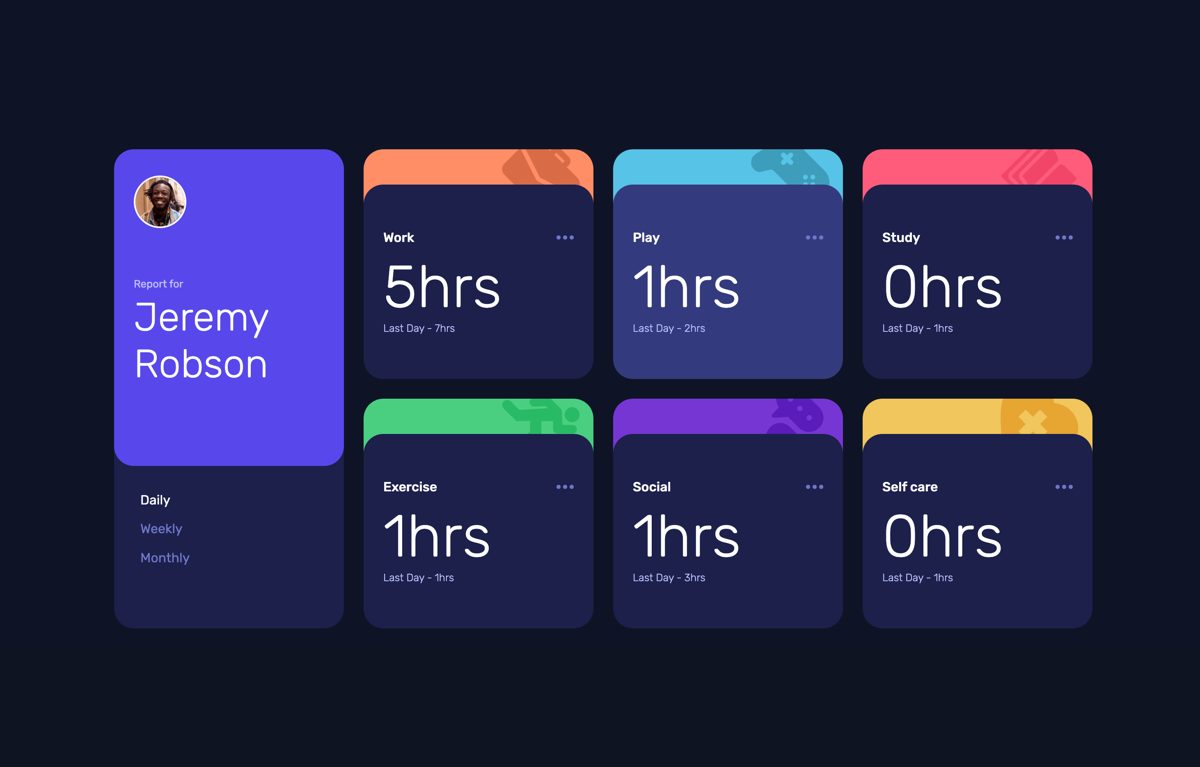 Report for
Jeremy
Robson
Daily
Weekly
Monthly
Work
5hrs
Last Day - 7hrs
Play
1hrs
Last Day - 2hrs
Study
0hrs
Last Day - 1hrs
Exercise
1hrs
Last Day - 1hrs
Social
1hrs
Last Day - 3hrs
Self care
0hrs
Last Day - 1hrs